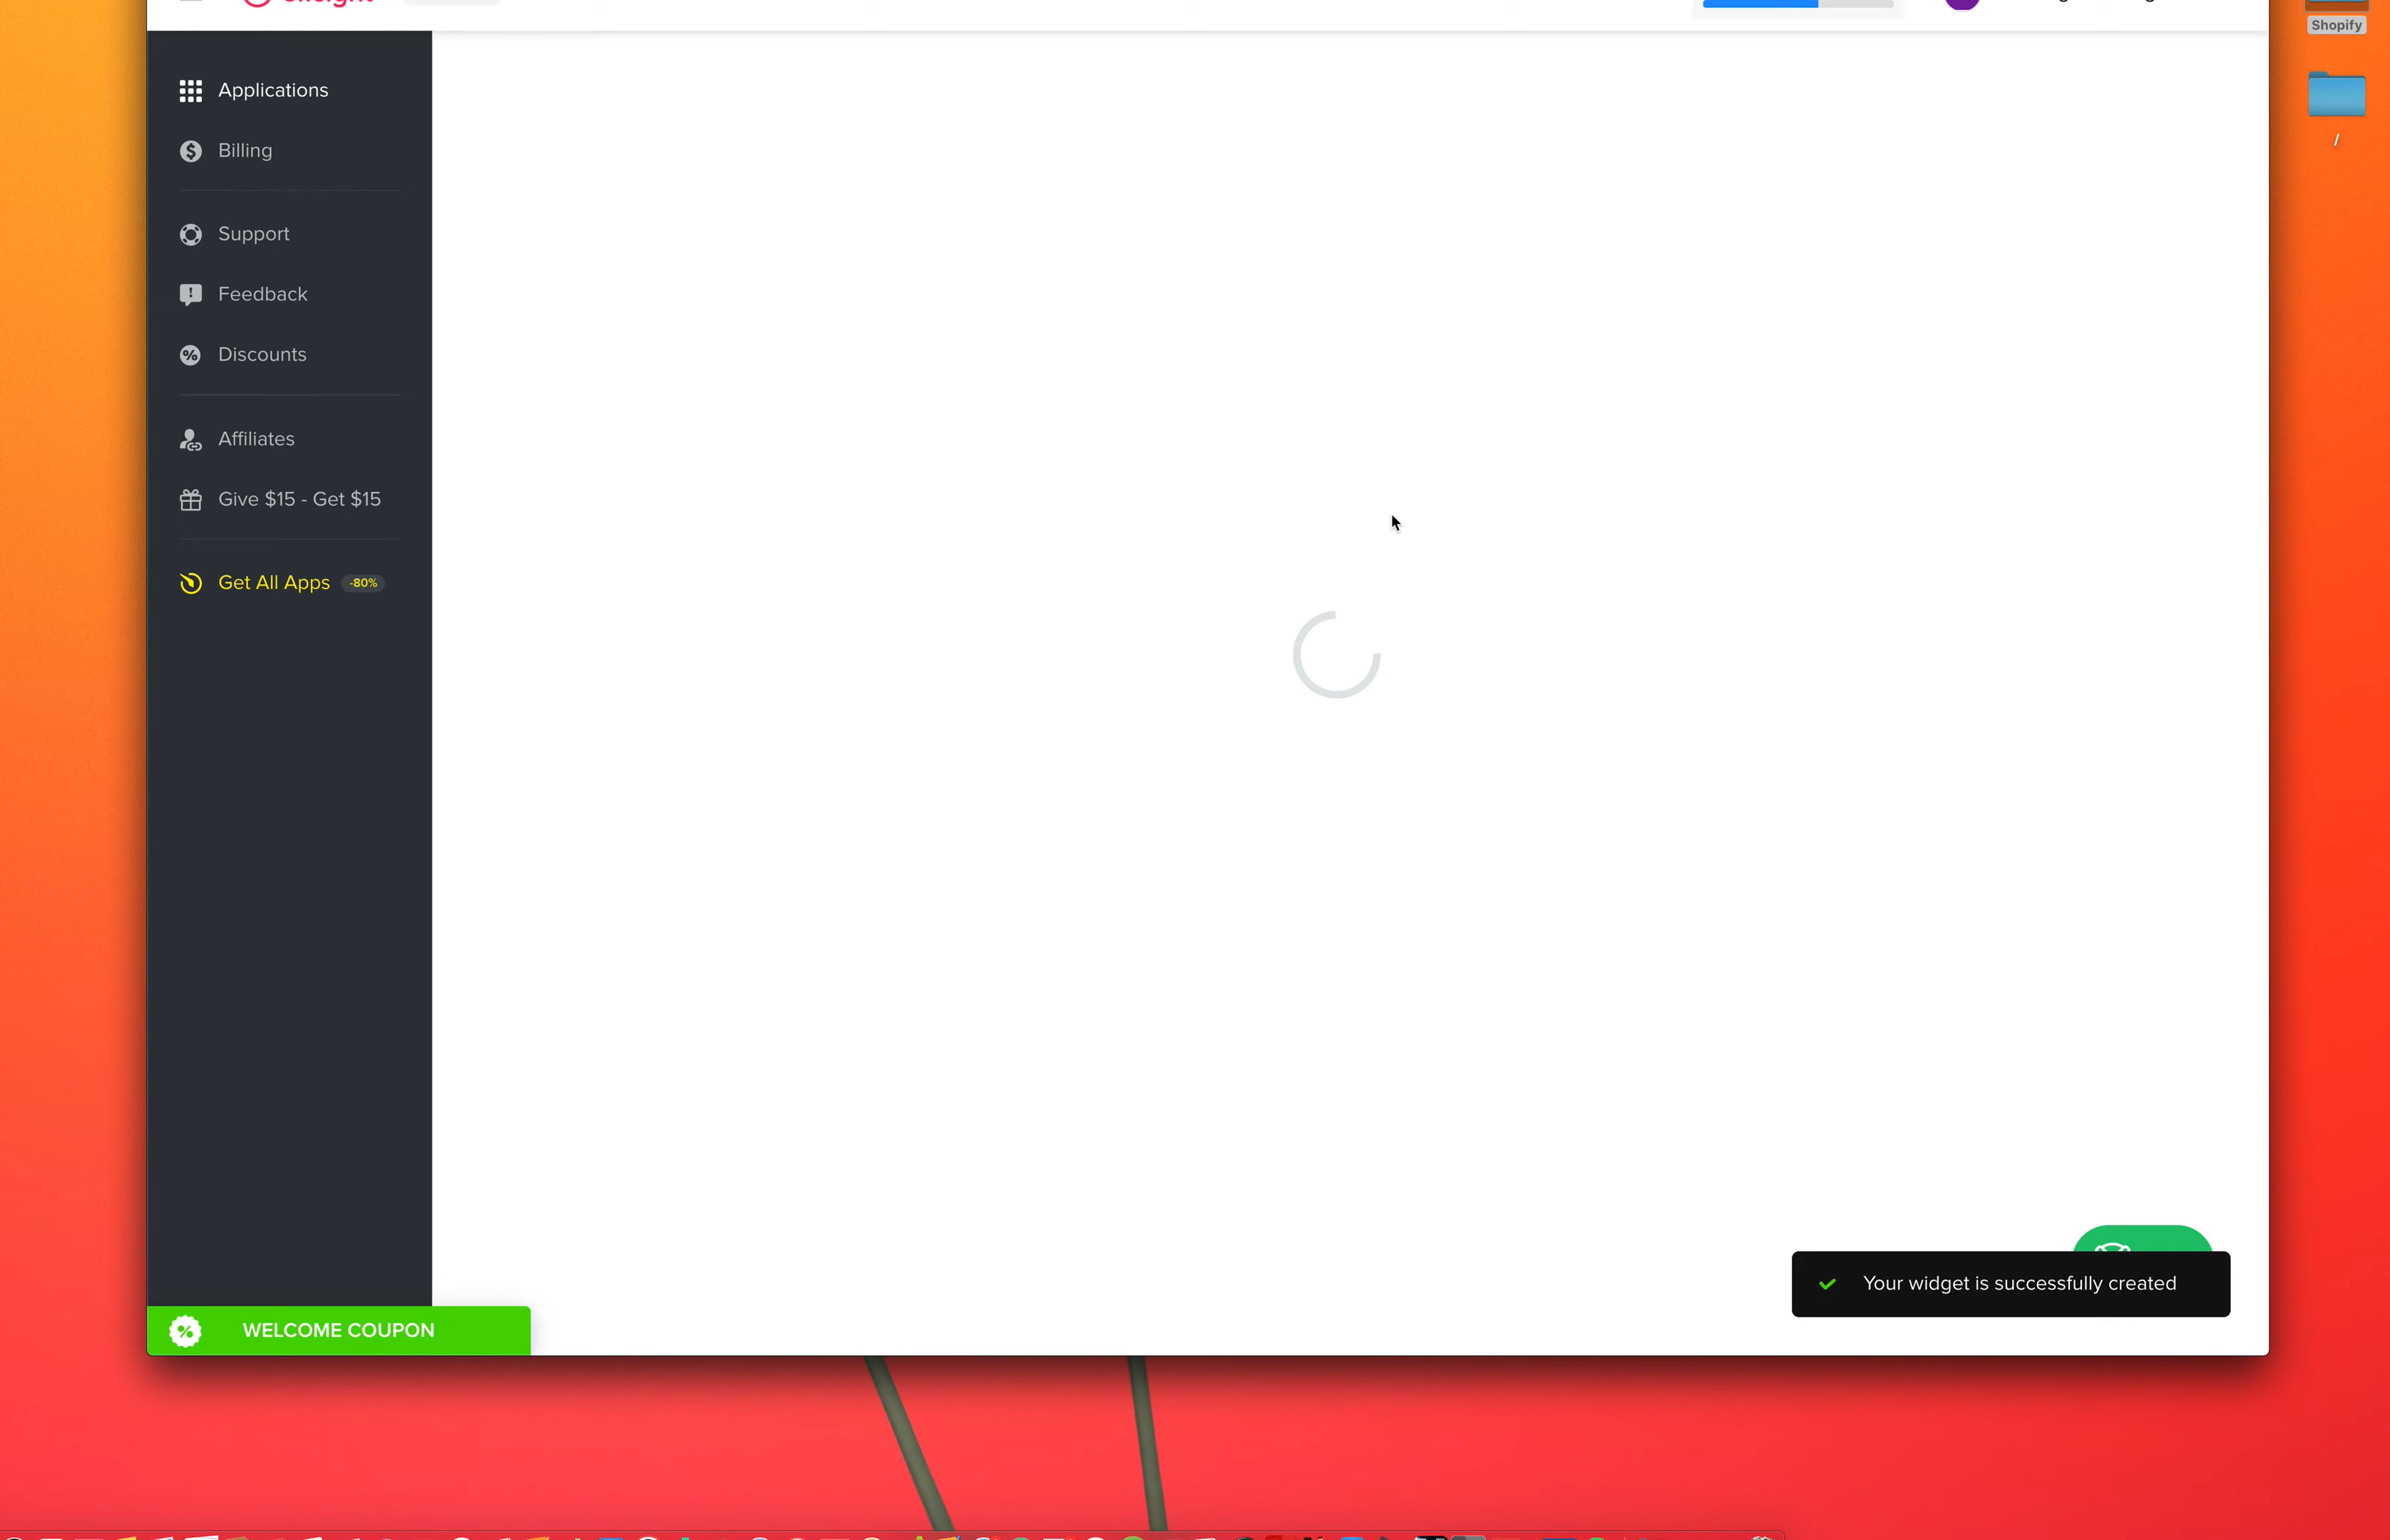 Shopify
/
Applications
Billing
Support
Feedback
Discounts
Affiliates
Give $15 - Get $15
Get All Apps -80%
Your widget is successfully created
WELCOME COUPON